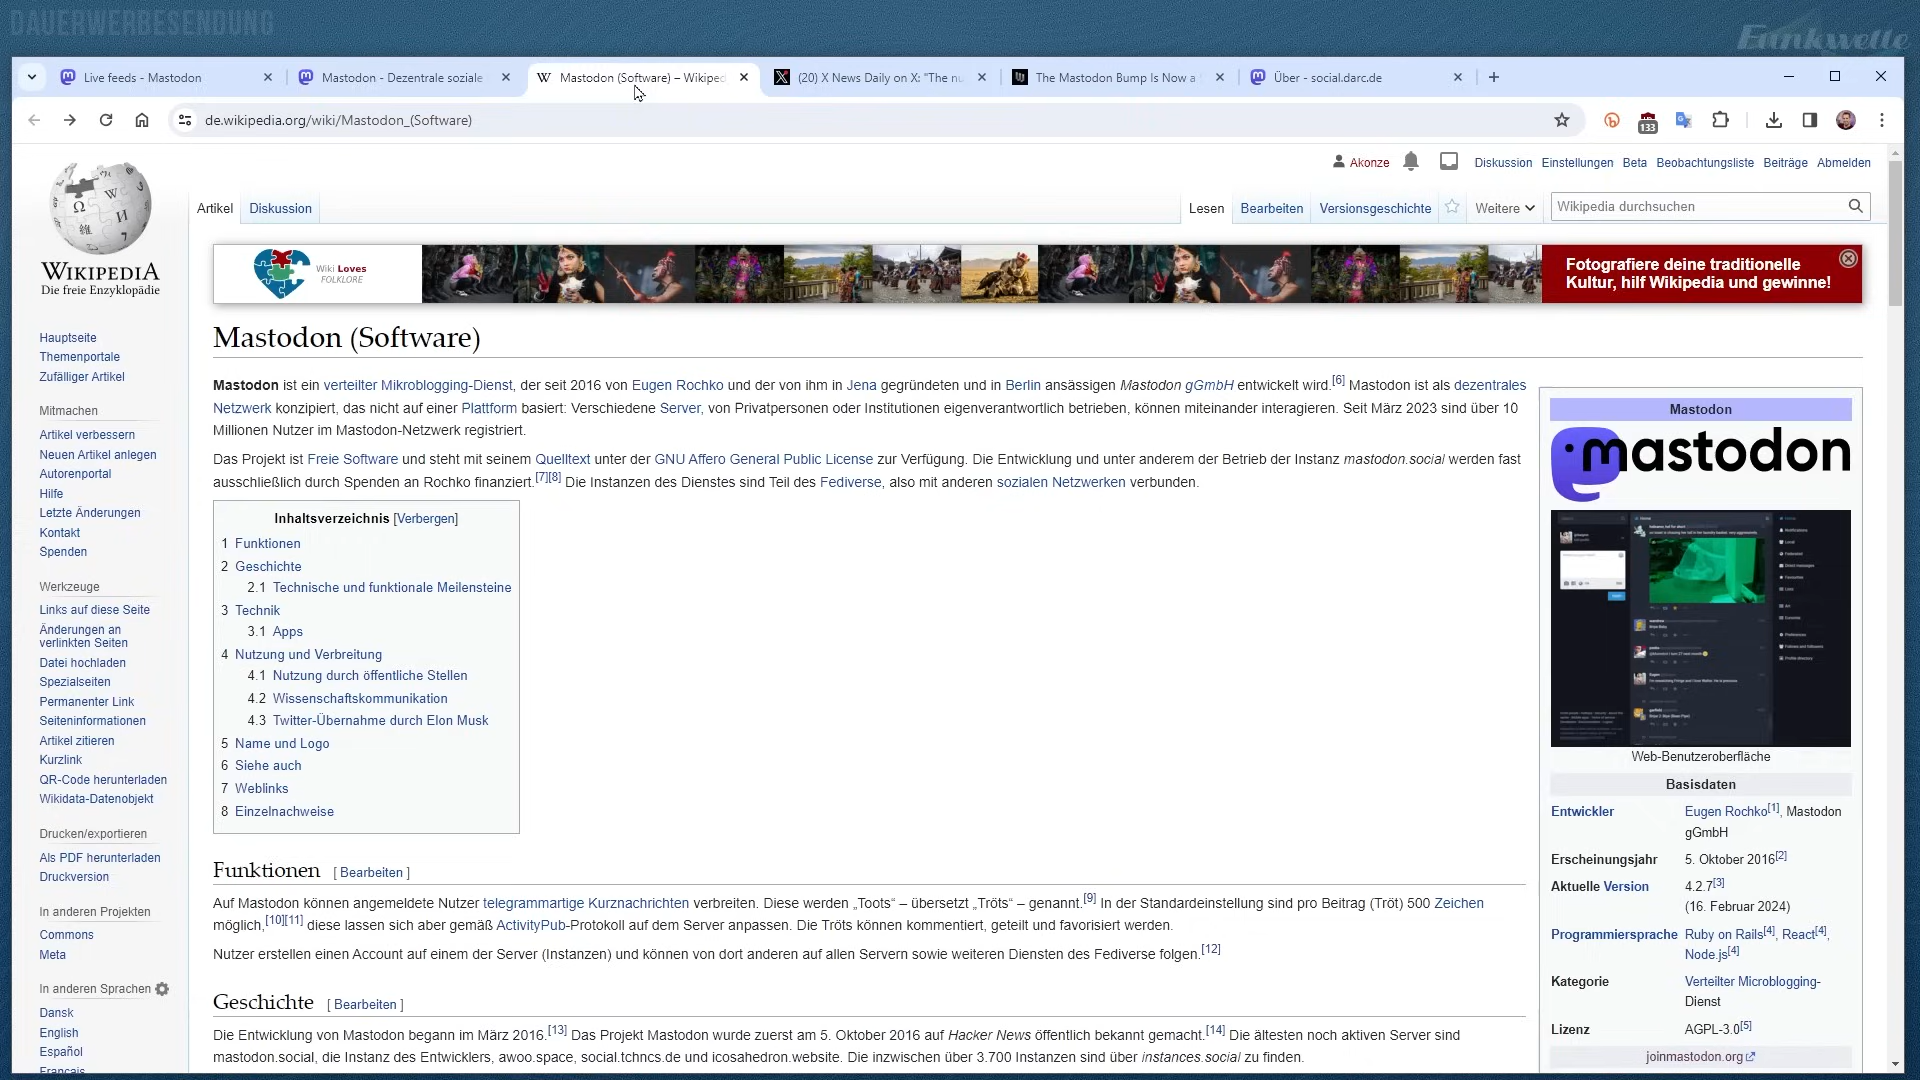 DAUERWERBESENDUNG
Funkwelle
Live feeds - Mastodon
Mastodon - Dezentrale soziale
Mastodon (Software) – Wikiped
(20) X News Daily on X: "The nu
The Mastodon Bump Is Now a
Über - social.darc.de
de.wikipedia.org/wiki/Mastodon_(Software)
133
Akonze
Diskussion Einstellungen Beta Beobachtungsliste Beiträge Abmelden
Artikel Diskussion
Lesen Bearbeiten Versionsgeschichte Weitere
Wikipedia durchsuchen
WIKIPEDIA
Die freie Enzyklopädie
Wiki Loves
FOLKLORE
Fotografiere deine traditionelle
Kultur, hilf Wikipedia und gewinne!
Hauptseite
Themenportale
Zufälliger Artikel
Mitmachen
Artikel verbessern
Neuen Artikel anlegen
Autorenportal
Hilfe
Letzte Änderungen
Kontakt
Spenden
Werkzeuge
Links auf diese Seite
Änderungen an
verlinkten Seiten
Datei hochladen
Spezialseiten
Permanenter Link
Seiteninformationen
Artikel zitieren
Kurzlink
QR-Code herunterladen
Wikidata-Datenobjekt
Drucken/exportieren
Als PDF herunterladen
Druckversion
In anderen Projekten
Commons
Meta
In anderen Sprachen
Dansk
English
Español
Français
Mastodon (Software)
Mastodon ist ein verteilter Mikroblogging-Dienst, der seit 2016 von Eugen Rochko und der von ihm in Jena gegründeten und in Berlin ansässigen Mastodon gGmbH entwickelt wird.[6] Mastodon ist als dezentrales
Netzwerk konzipiert, das nicht auf einer Plattform basiert: Verschiedene Server, von Privatpersonen oder Institutionen eigenverantwortlich betrieben, können miteinander interagieren. Seit März 2023 sind über 10
Millionen Nutzer im Mastodon-Netzwerk registriert.
Das Projekt ist Freie Software und steht mit seinem Quelltext unter der GNU Affero General Public License zur Verfügung. Die Entwicklung und unter anderem der Betrieb der Instanz mastodon.social werden fast
ausschließlich durch Spenden an Rochko finanziert.[7][8] Die Instanzen des Dienstes sind Teil des Fediverse, also mit anderen sozialen Netzwerken verbunden.
Inhaltsverzeichnis [Verbergen]
1 Funktionen
2 Geschichte
2.1 Technische und funktionale Meilensteine
3 Technik
3.1 Apps
4 Nutzung und Verbreitung
4.1 Nutzung durch öffentliche Stellen
4.2 Wissenschaftskommunikation
4.3 Twitter-Übernahme durch Elon Musk
5 Name und Logo
6 Siehe auch
7 Weblinks
8 Einzelnachweise
Funktionen [ Bearbeiten ]
Auf Mastodon können angemeldete Nutzer telegrammartige Kurznachrichten verbreiten. Diese werden „Toots“ – übersetzt „Tröts“ – genannt.[9] In der Standardeinstellung sind pro Beitrag (Tröt) 500 Zeichen
möglich,[10][11] diese lassen sich aber gemäß ActivityPub-Protokoll auf dem Server anpassen. Die Tröts können kommentiert, geteilt und favorisiert werden.
Nutzer erstellen einen Account auf einem der Server (Instanzen) und können von dort anderen auf allen Servern sowie weiteren Diensten des Fediverse folgen.[12]
Geschichte [ Bearbeiten ]
Die Entwicklung von Mastodon begann im März 2016.[13] Das Projekt Mastodon wurde zuerst am 5. Oktober 2016 auf Hacker News öffentlich bekannt gemacht.[14] Die ältesten noch aktiven Server sind
mastodon.social, die Instanz des Entwicklers, awoo.space, social.tchncs.de und icosahedron.website. Die inzwischen über 3.700 Instanzen sind über instances.social zu finden.
Mastodon
mastodon
Web-Benutzeroberfläche
Basisdaten
Entwickler Eugen Rochko[1], Mastodon
gGmbH
Erscheinungsjahr 5. Oktober 2016[2]
Aktuelle Version 4.2.7[3]
(16. Februar 2024)
Programmiersprache Ruby on Rails[4], React[4],
Node.js[4]
Kategorie Verteilter Microblogging-
Dienst
Lizenz AGPL-3.0[5]
joinmastodon.org